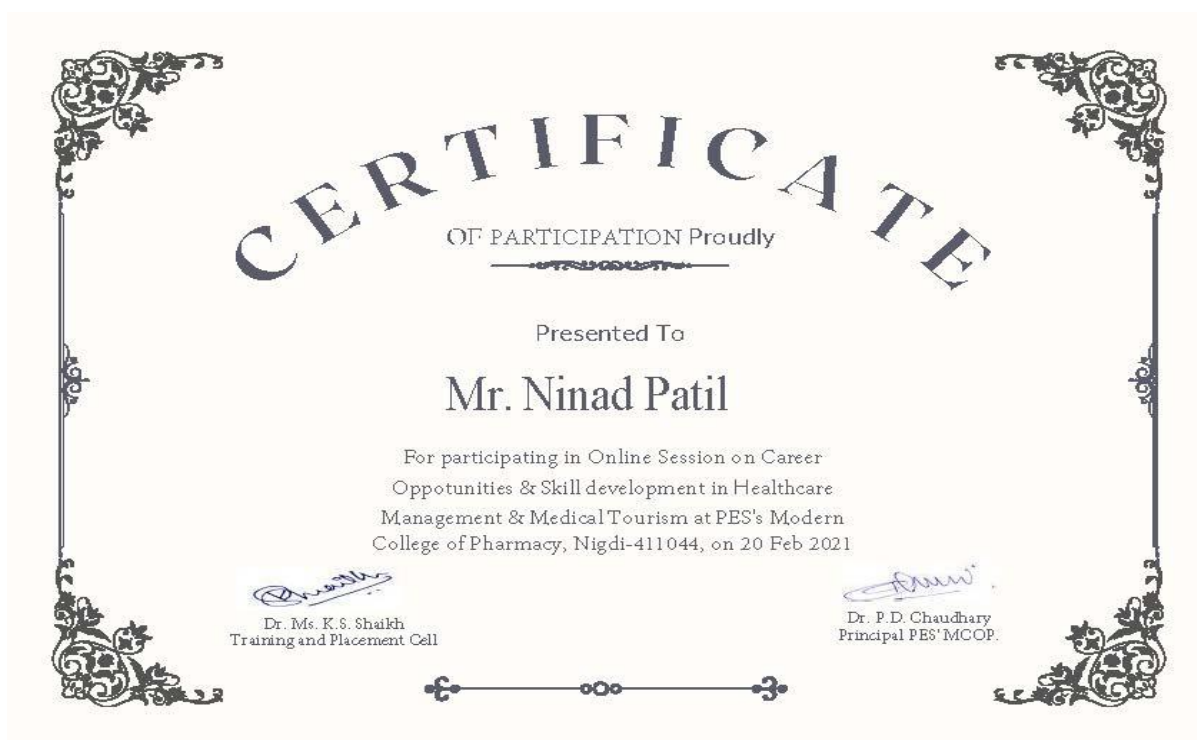 CERTIFICATE
OF PARTICIPATION Proudly
Presented To
Mr. Ninad Patil
For participating in Online Session on Career
Oppotunities & Skill development in Healthcare
Management & Medical Tourism at PES's Modern
College of Pharmacy, Nigdi-411044, on 20 Feb 2021
Dr. Ms. K.S. Shaikh
Training and Placement Cell
Dr. P.D. Chaudhary
Principal PES' MCOP.